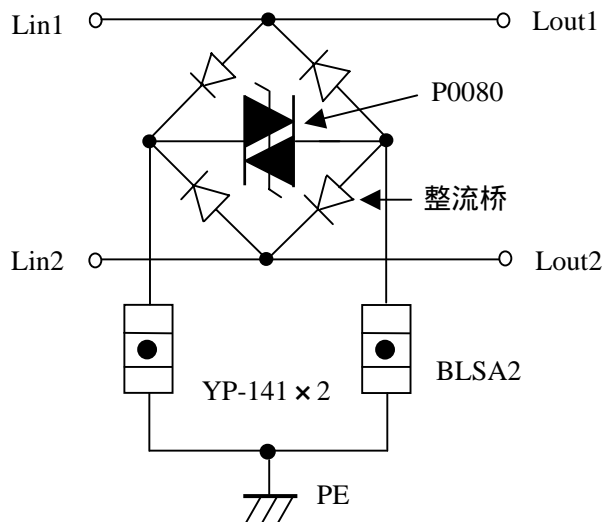 Lin1
Lout1
P0080
整流桥
Lin2
Lout2
BLSA2
YP-141 × 2
PE